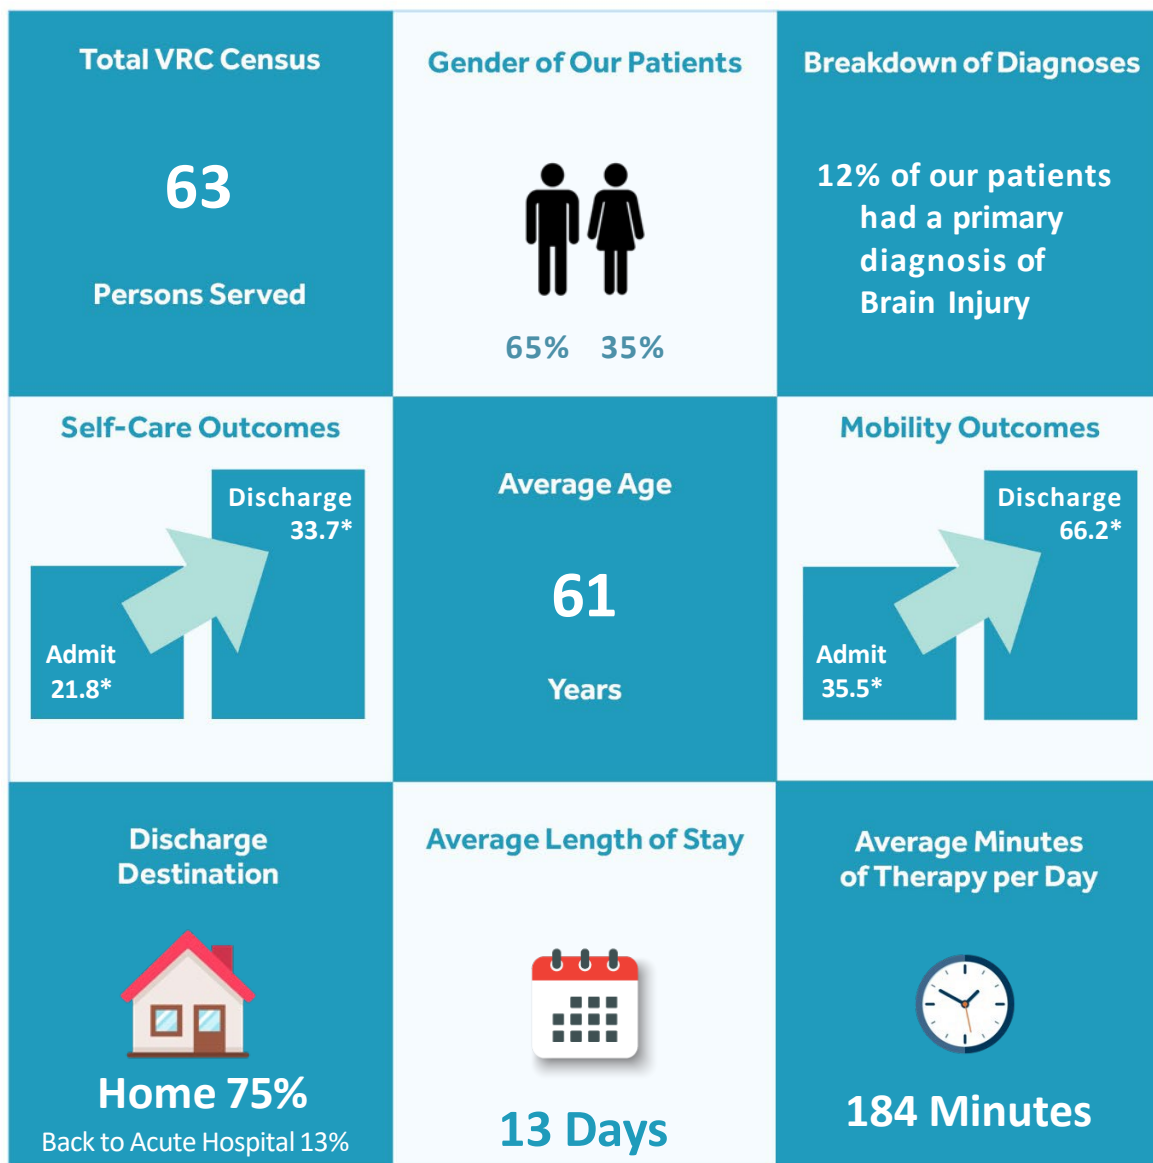 Total VRC Census
63
Persons Served
Gender of Our Patients
65% 35%
Breakdown of Diagnoses
12% of our patients
had a primary
diagnosis of
Brain Injury
Self-Care Outcomes
Discharge
33.7*
Admit
21.8*
Average Age
61
Years
Mobility Outcomes
Discharge
66.2*
Admit
35.5*
Discharge
Destination
Home 75%
Back to Acute Hospital 13%
Average Length of Stay
13 Days
Average Minutes
of Therapy per Day
184 Minutes